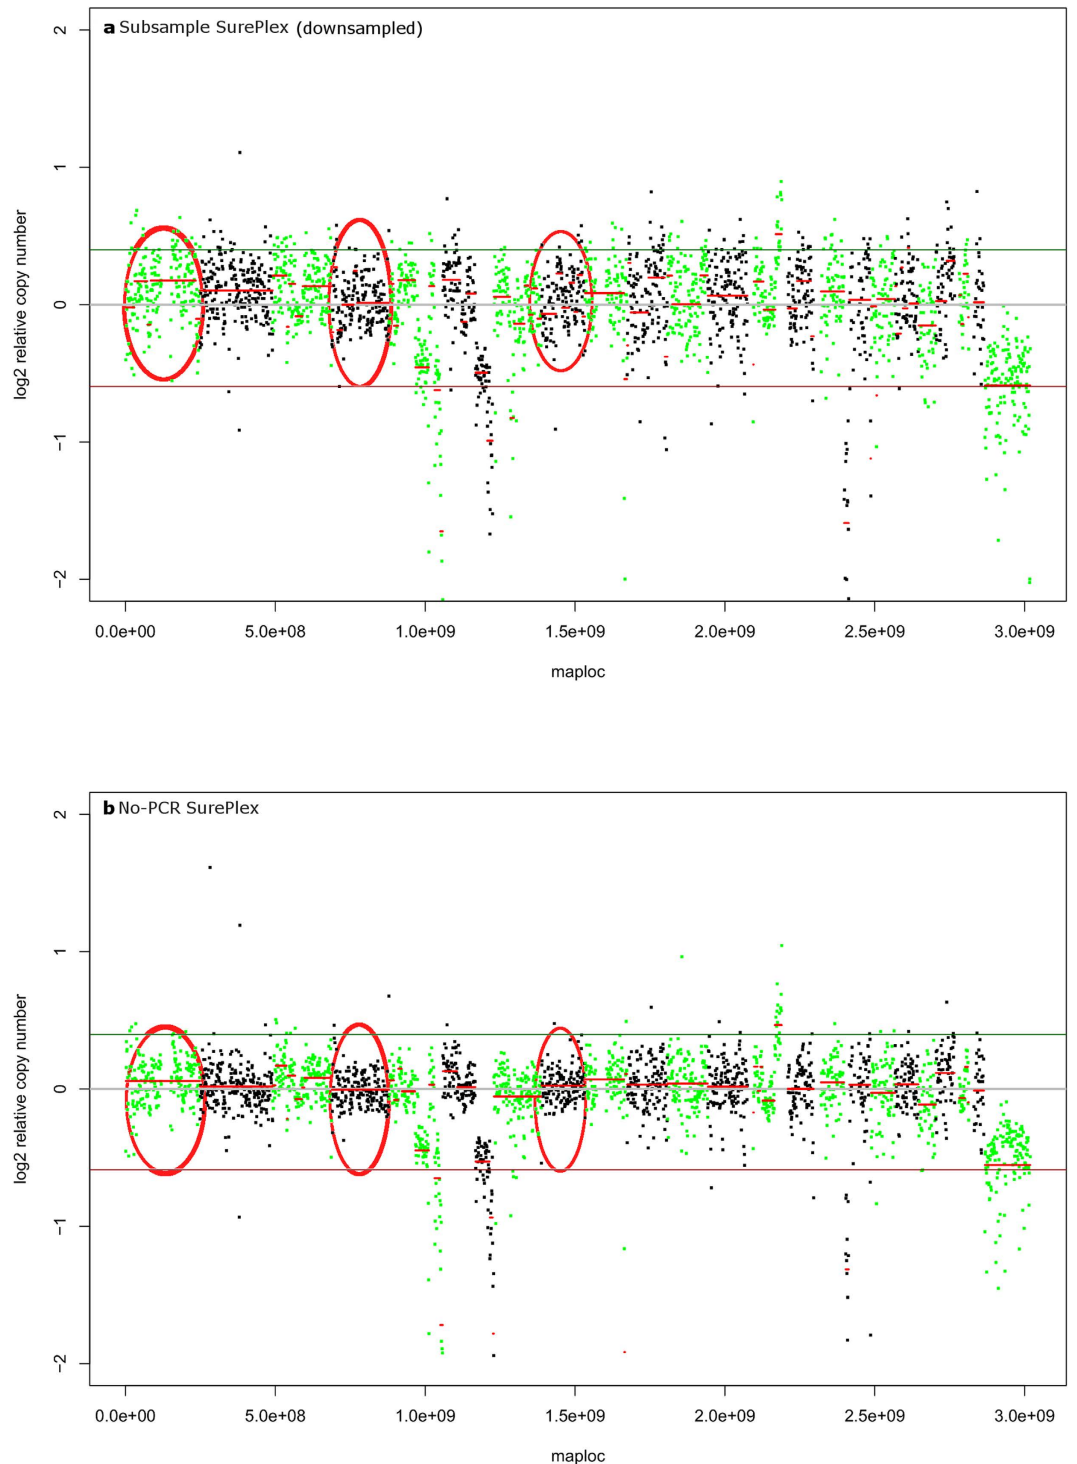 a Subsample SurePlex (downsampled)
2
1
0
-1
-2
log2 relative copy number
0.0e+00 5.0e+08 1.0e+09 1.5e+09 2.0e+09 2.5e+09 3.0e+09
maploc
b No-PCR SurePlex
2
1
0
-1
-2
log2 relative copy number
0.0e+00 5.0e+08 1.0e+09 1.5e+09 2.0e+09 2.5e+09 3.0e+09
maploc